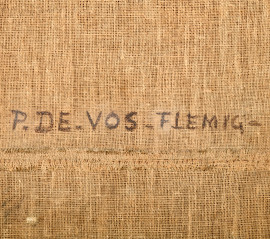 P. DE - VOS - FLEMIG -